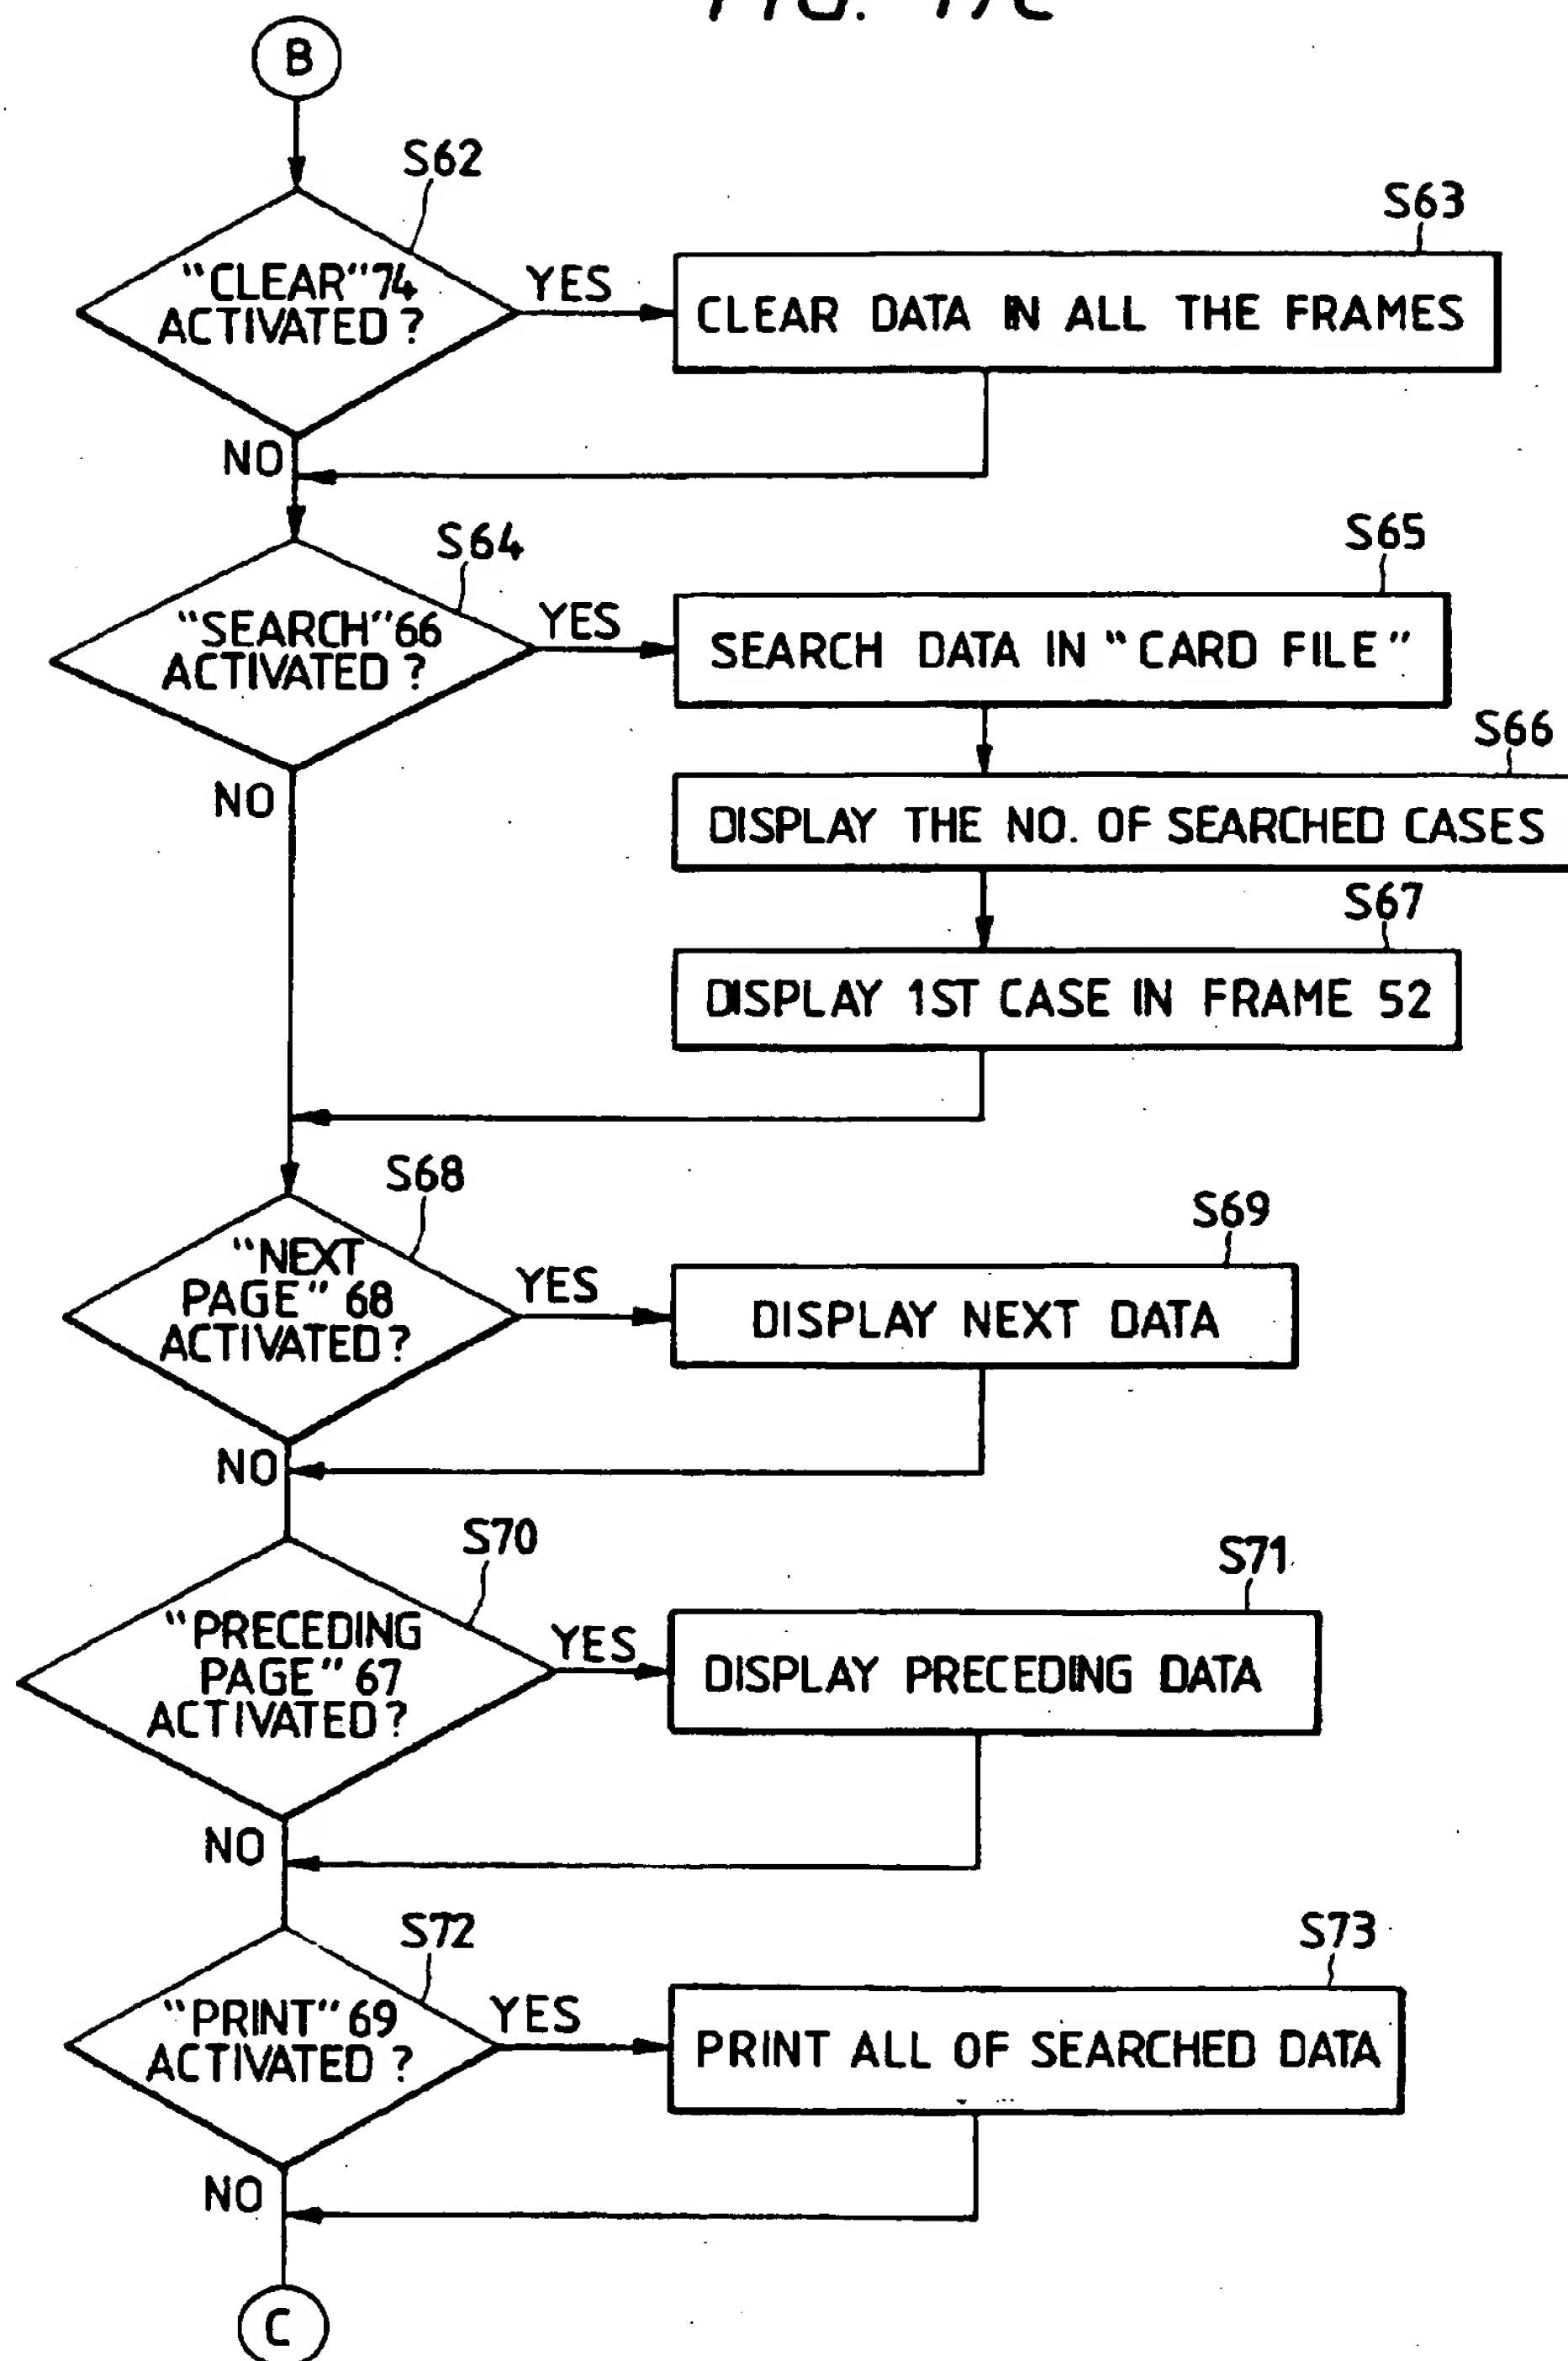 B
S62
"CLEAR" 74
ACTIVATED ?
YES
S63
CLEAR DATA IN ALL THE FRAMES
NO
S64
"SEARCH" 66
ACTIVATED ?
YES
S65
SEARCH DATA IN "CARD FILE"
S66
DISPLAY THE NO. OF SEARCHED CASES
S67
DISPLAY 1ST CASE IN FRAME 52
NO
S68
"NEXT
PAGE" 68
ACTIVATED ?
YES
S69
DISPLAY NEXT DATA
NO
S70
"PRECEDING
PAGE" 67
ACTIVATED ?
YES
S71
DISPLAY PRECEDING DATA
NO
S72
"PRINT" 69
ACTIVATED ?
YES
S73
PRINT ALL OF SEARCHED DATA
NO
C